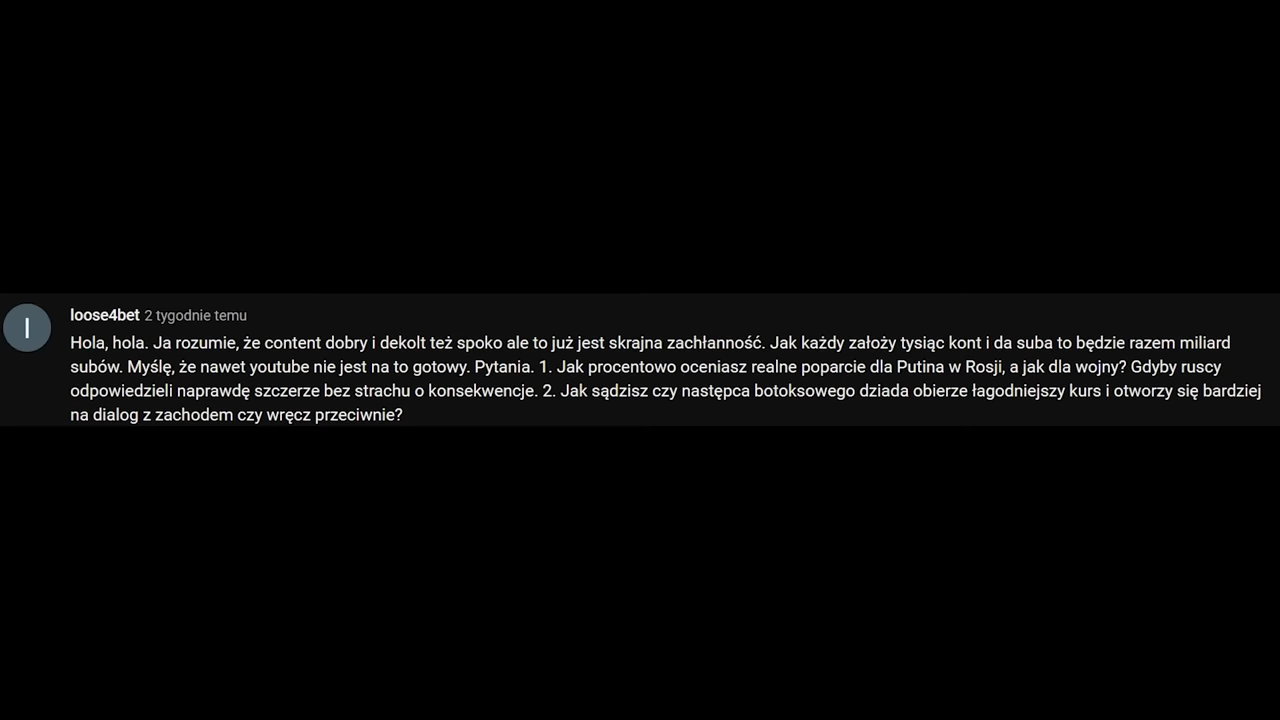 l
loose4bet 2 tygodnie temu
Hola, hola. Ja rozumie, że content dobry i dekolt też spoko ale to już jest skrajna zachłanność. Jak każdy założy tysiąc kont i da suba to będzie razem miliard
subów. Myślę, że nawet youtube nie jest na to gotowy. Pytania. 1. Jak procentowo oceniasz realne poparcie dla Putina w Rosji, a jak dla wojny? Gdyby ruscy
odpowiedzieli naprawdę szczerze bez strachu o konsekwencje. 2. Jak sądzisz czy następca botoksowego dziada obierze łagodniejszy kurs i otworzy się bardziej
na dialog z zachodem czy wręcz przeciwnie?